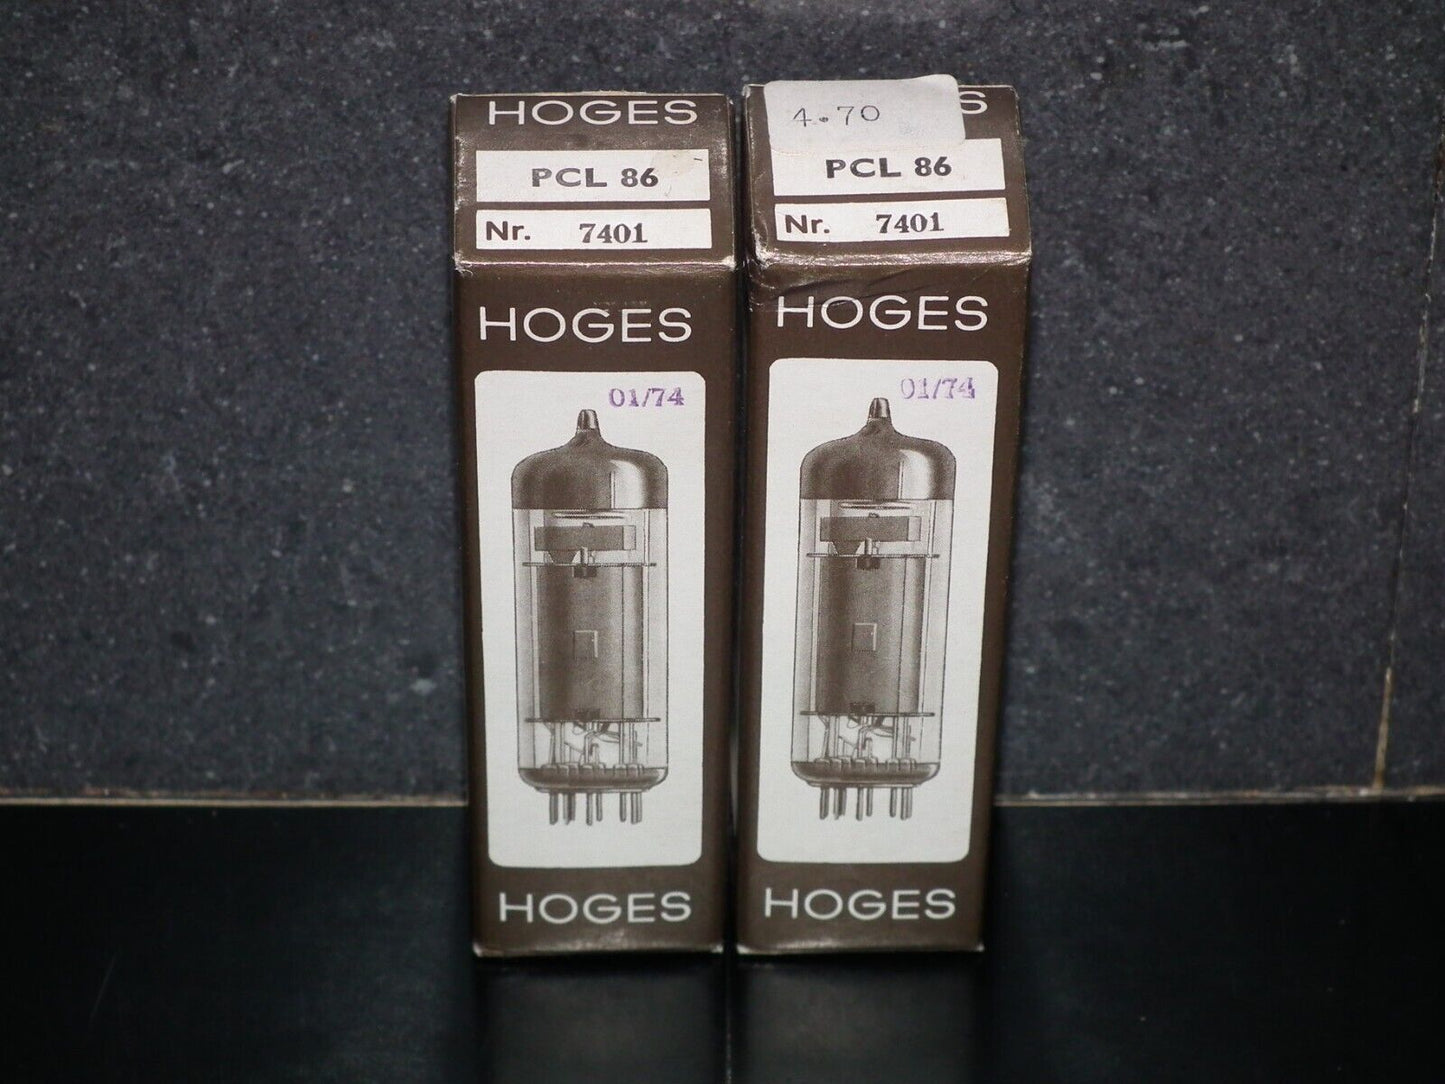 HOGES
PCL 86
Nr. 7401
HOGES
01/74
HOGES
4.70
S
PCL 86
Nr. 7401
HOGES
01/74
HOGES